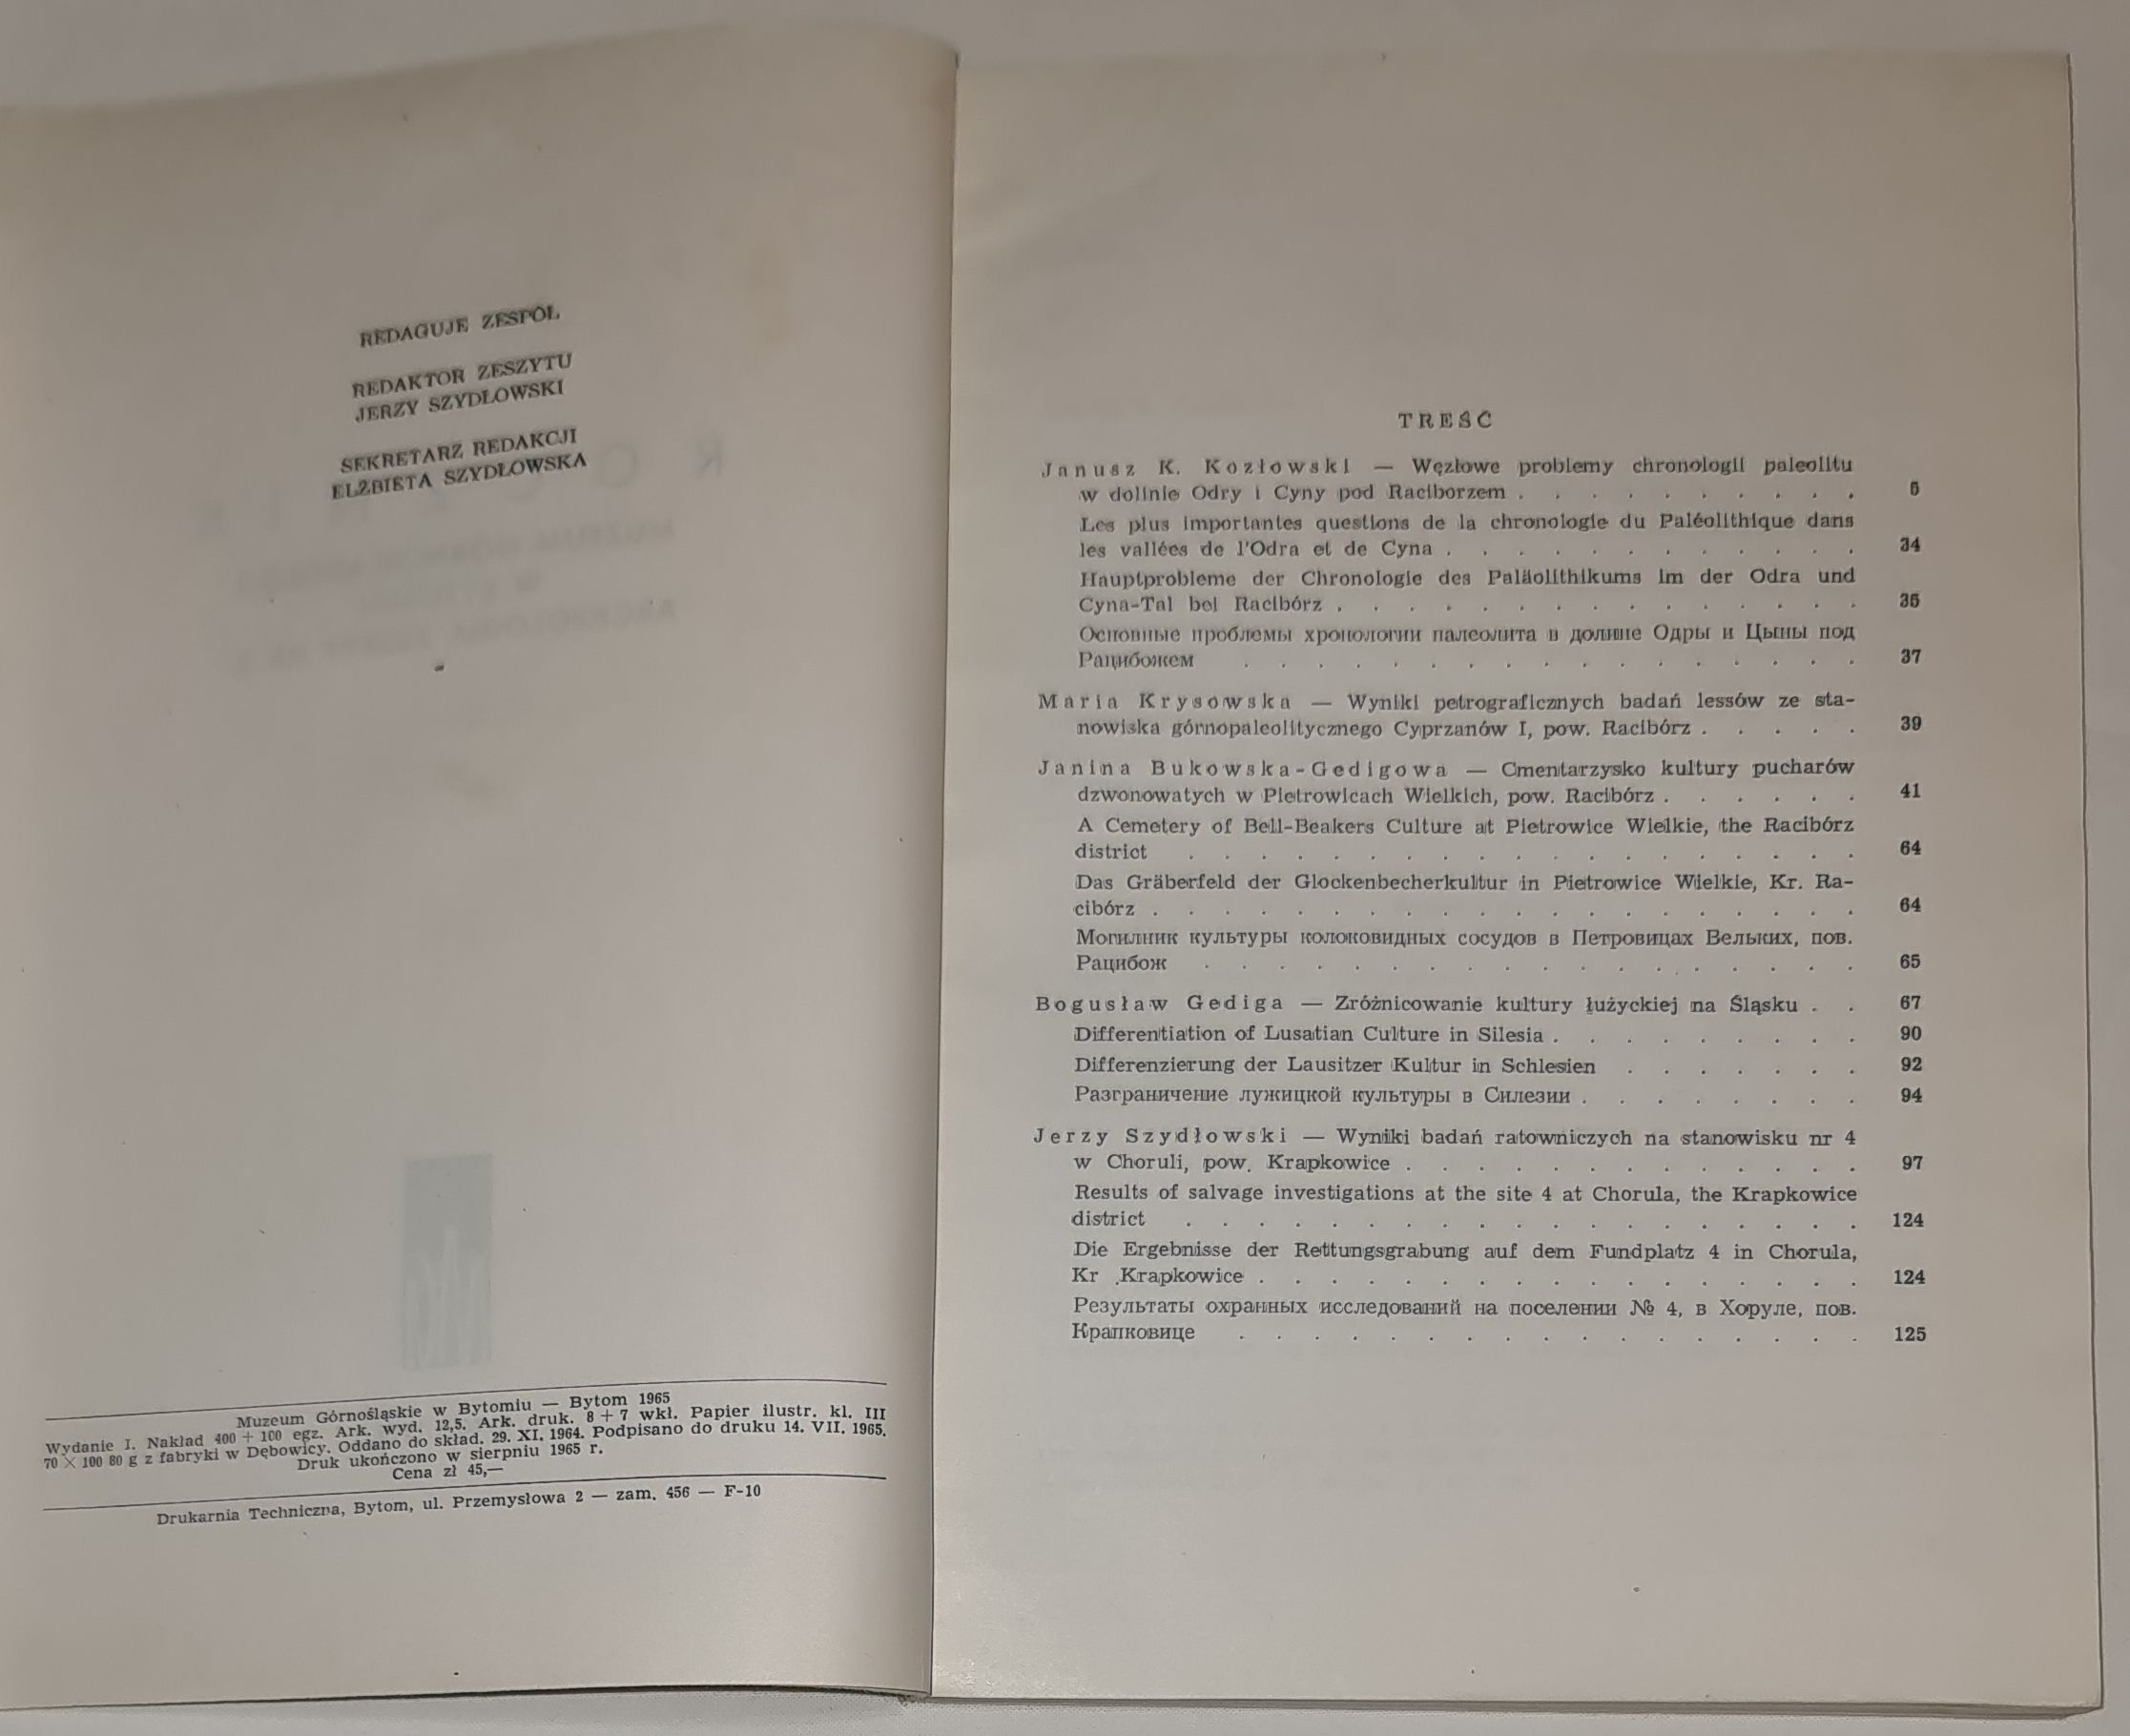 REDAGUJE ZESPÓŁ
REDAKTOR ZESZYTU
JERZY SZYDŁOWSKI
SEKRETARZ REDAKCJI
ELŻBIETA SZYDŁOWSKA
Muzeum Górnośląskie w Bytomiu — Bytom 1965
Wydanie I. Nakład 400 + 100 egz. Ark. wyd. 12,5. Ark. druk. 8 + 7 wkł. Papier ilustr. kl. III
70 × 100 80 g z fabryki w Dębowicy. Oddano do skład. 29. XI. 1964. Podpisano do druku 14. VII. 1965.
Druk ukończono w sierpniu 1965 r.
Cena zł 45,—
Drukarnia Techniczna, Bytom, ul. Przemysłowa 2 — zam. 456 — F-10
TREŚĆ
Janusz K. Kozłowski — Węzłowe problemy chronologii paleolitu
w dolinie Odry i Cyny pod Raciborzem . . . . . . . . . . 5
Les plus importantes questions de la chronologie du Paléolithique dans
les vallées de l'Odra et de Cyna . . . . . . . . . . . . 34
Hauptprobleme der Chronologie des Paläolithikums im der Odra und
Cyna-Tal bei Racibórz . . . . . . . . . . . . . . 35
Основные проблемы хронологии палеолита в долине Одры и Цыны под
Рацибожем . . . . . . . . . . . . . . . . . 37
Maria Krysowska — Wyniki petrograficznych badań lessów ze sta-
nowiska górnopaleolitycznego Cyprzanów I, pow. Racibórz . . . . . 39
Janina Bukowska-Gedigowa — Cmentarzysko kultury pucharów
dzwonowatych w Pietrowicach Wielkich, pow. Racibórz . . . . . . 41
A Cemetery of Bell-Beakers Culture at Pietrowice Wielkie, the Racibórz
district . . . . . . . . . . . . . . . . . . . 64
Das Gräberfeld der Glockenbecherkultur in Pietrowice Wielkie, Kr. Ra-
cibórz . . . . . . . . . . . . . . . . . . . . 64
Могилник культуры колоковидных сосудов в Петровицах Вельких, пов.
Рацибож . . . . . . . . . . . . . . . . . . 65
Bogusław Gediga — Zróżnicowanie kultury łużyckiej na Śląsku . . 67
Differentiation of Lusatian Culture in Silesia . . . . . . . . . 90
Differenzierung der Lausitzer Kultur in Schlesien . . . . . . . 92
Разграничение лужицкой культуры в Силезии . . . . . . . . 94
Jerzy Szydłowski — Wyniki badań ratowniczych na stanowisku nr 4
w Choruli, pow. Krapkowice . . . . . . . . . . . . . 97
Results of salvage investigations at the site 4 at Chorula, the Krapkowice
district . . . . . . . . . . . . . . . . . . . 124
Die Ergebnisse der Rettungsgrabung auf dem Fundplatz 4 in Chorula,
Kr .Krapkowice . . . . . . . . . . . . . . . . . 124
Результаты охранных исследований на поселении № 4, в Хоруле, пов.
Крапковице . . . . . . . . . . . . . . . . . 125